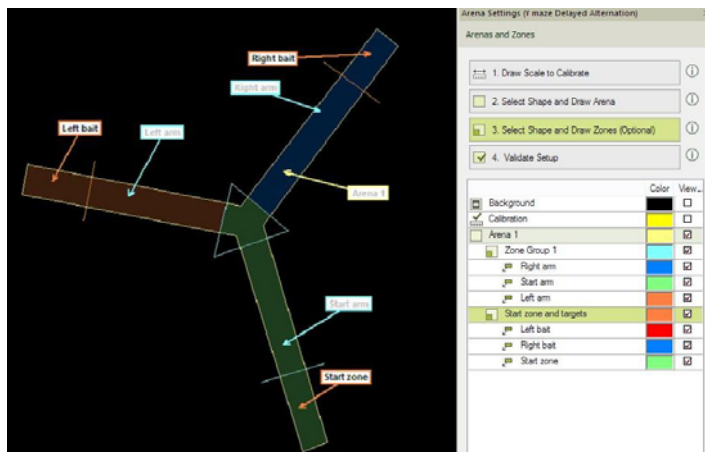 Right bait
Right arm
Left bait
Left arm
Arena 1
Start arm
Start zone
Arena Settings (Y maze Delayed Alternation)
Arenas and Zones
1. Draw Scale to Calibrate
2. Select Shape and Draw Arena
3. Select Shape and Draw Zones (Optional)
4. Validate Setup
Color View...
Background
Calibration
Arena 1
Zone Group 1
Right arm
Start arm
Left arm
Start zone and targets
Left bait
Right bait
Start zone